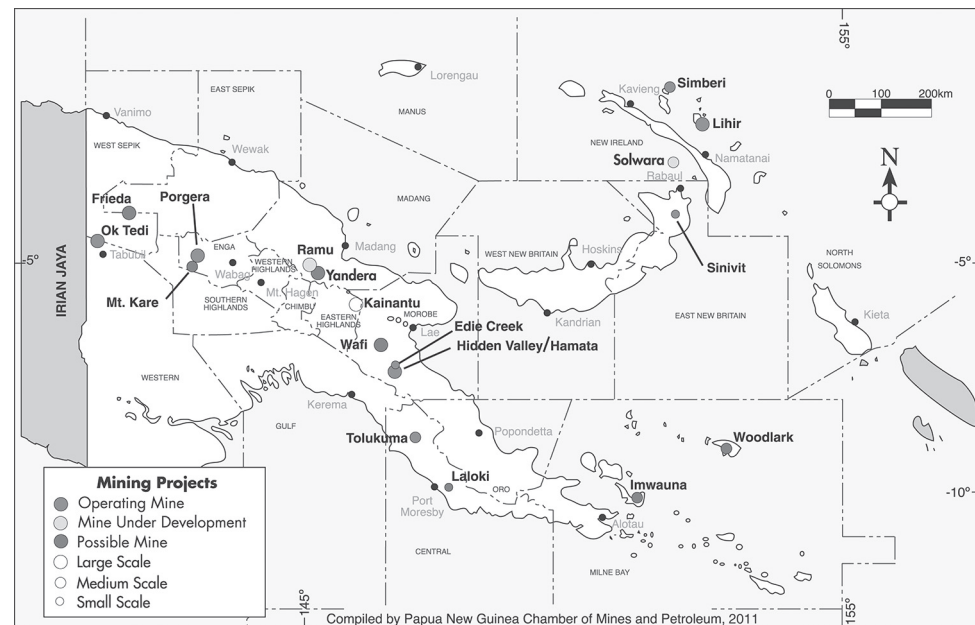 155°
Simberi
Lorengau
Kavieng
0 100 200km
EAST SEPIK
MANUS
Vanimo
Lihir
NEW IRELAND
WEST SEPIK
Wewak
Solwara
Namatanai
N
Rabaul
Porgera
Frieda
MADANG
Ok Tedi
ENGA
Ramu
Madang
Hoskins
Tabubil
WESTERN
HIGHLANDS
WEST NEW BRITAIN
NORTH
SOLOMONS
-5°
-5°
Wabag
Yandera
Sinivit
IRIAN JAYA
Mt. Kare
Mt. Hagen
SOUTHERN
HIGHLANDS
CHIMBU
Kainantu
EASTERN
HIGHLANDS
MOROBE
Kandrian
EAST NEW BRITAIN
Kieta
Lae
Edie Creek
Wafi
Hidden Valley/Hamata
WESTERN
Kerema
GULF
Popondetta
Tolukuma
Woodlark
Laloki
Imwauna
ORO
Port
Moresby
-10°
Alotau
CENTRAL
MILNE BAY
Mining Projects
Operating Mine
Mine Under Development
Possible Mine
Large Scale
Medium Scale
Small Scale
145°
155°
Compiled by Papua New Guinea Chamber of Mines and Petroleum, 2011